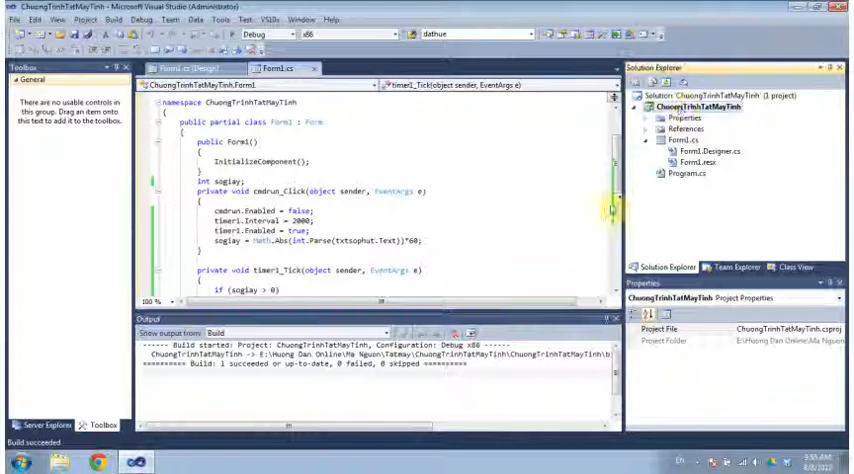 ChuongTrinhTatMayTinh - Microsoft Visual Studio (Administrator)
File Edit View Project Build Debug Team Data Tools Test VSIDs Window Help
Debug x86 dathue
Toolbox
General
There are no usable controls in
this group. Drag an item onto
this text to add it to the toolbox.
Form1.cs [Design] Form1.cs
ChuongTrinhTatMayTinh.Form1 timer1_Tick(object sender, EventArgs e)
namespace ChuongTrinhTatMayTinh
{
public partial class Form1 : Form
{
public Form1()
{
InitializeComponent();
}
int sogiay;
private void cmdrun_Click(object sender, EventArgs e)
{
cmdrun.Enabled = false;
timer1.Interval = 2000;
timer1.Enabled = true;
sogiay = Math.Abs(int.Parse(txtsophut.Text))*60;
}
private void timer1_Tick(object sender, EventArgs e)
{
if (sogiay > 0)
100 %
Output
Show output from: Build
------ Build started: Project: ChuongTrinhTatMayTinh, Configuration: Debug x86 ------
ChuongTrinhTatMayTinh -> E:\Huong Dan Online\Ma Nguon\Tatmay\ChuongTrinhTatMayTinh\ChuongTrinhTatMayTinh\b
========== Build: 1 succeeded or up-to-date, 0 failed, 0 skipped ==========
Solution Explorer
Solution 'ChuongTrinhTatMayTinh' (1 project)
ChuongTrinhTatMayTinh
Properties
References
Form1.cs
Form1.Designer.cs
Form1.resx
Program.cs
Solution Explorer Team Explorer Class View
Properties
ChuongTrinhTatMayTinh Project Properties
Project File ChuongTrinhTatMayTinh.csproj
Project Folder E:\Huong Dan Online\Ma Nguon
Server Explorer Toolbox
Build succeeded
EN
9:55 AM